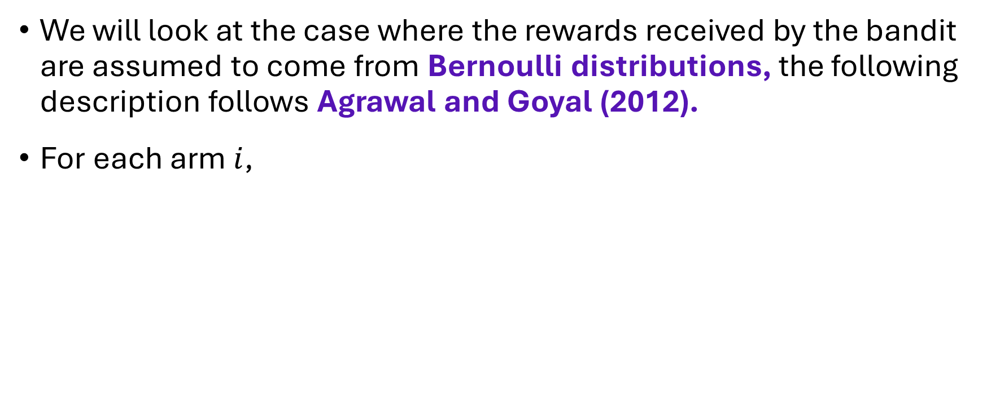 • We will look at the case where the rewards received by the bandit
are assumed to come from Bernoulli distributions, the following
description follows Agrawal and Goyal (2012).
• For each arm 𝑖,